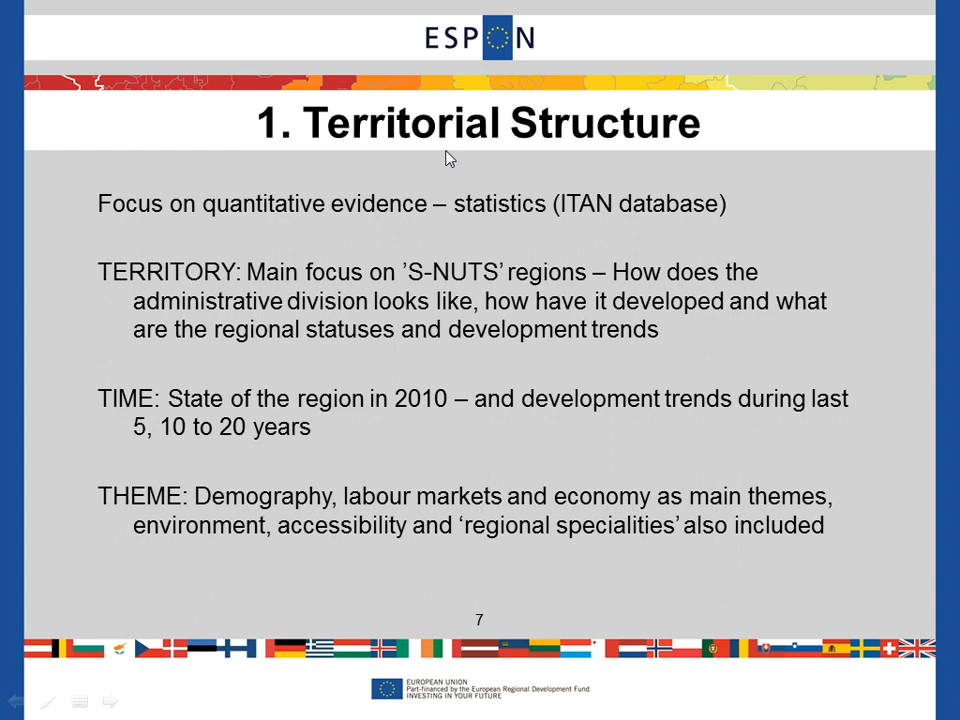 ESPON
1. Territorial Structure
Focus on quantitative evidence – statistics (ITAN database)
TERRITORY: Main focus on ’S-NUTS’ regions – How does the
administrative division looks like, how have it developed and what
are the regional statuses and development trends
TIME: State of the region in 2010 – and development trends during last
5, 10 to 20 years
THEME: Demography, labour markets and economy as main themes,
environment, accessibility and ‘regional specialities’ also included
7
EUROPEAN UNION
Part-financed by the European Regional Development Fund
INVESTING IN YOUR FUTURE